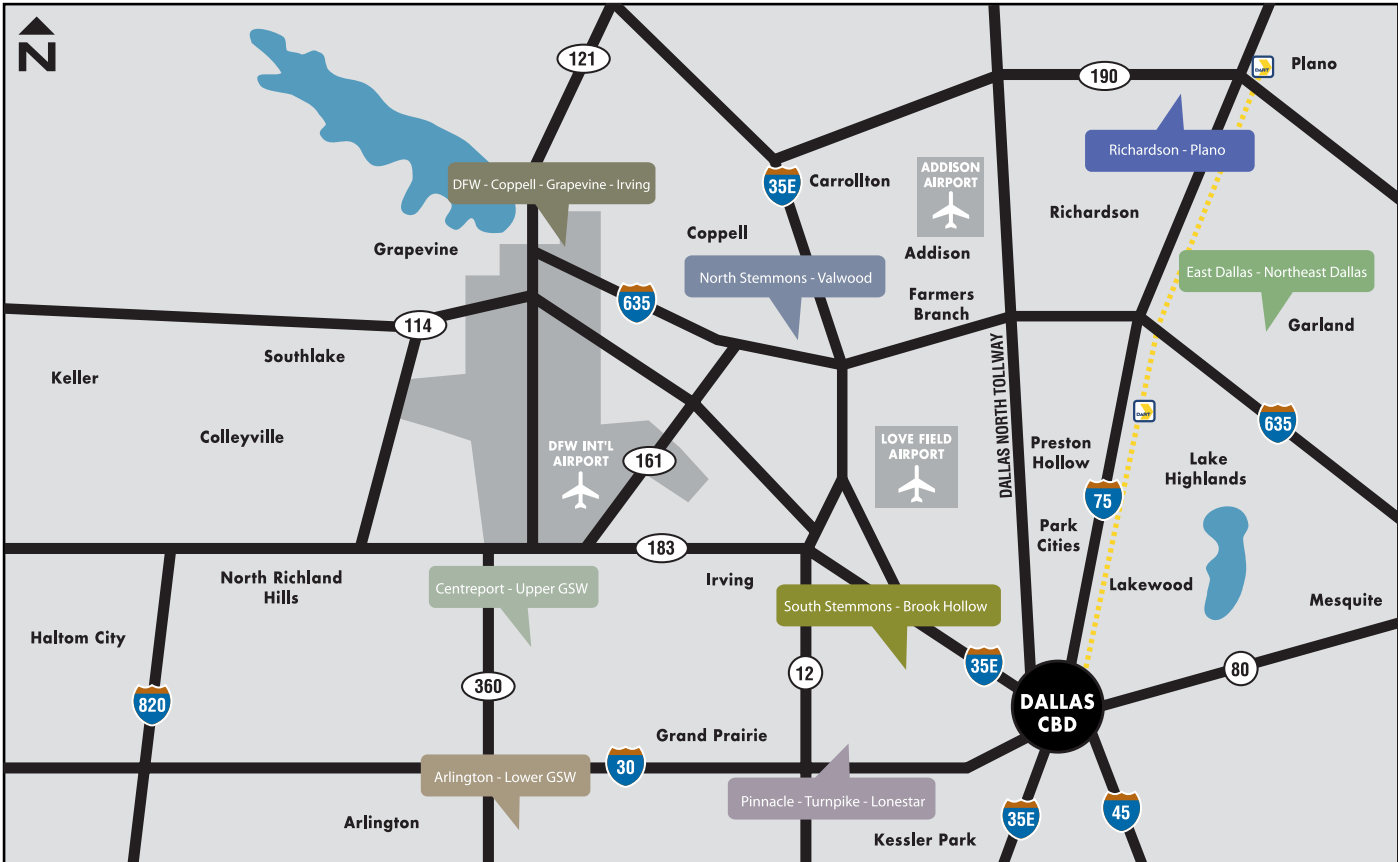 N
121
190
DART
Plano
Richardson - Plano
DFW - Coppell - Grapevine - Irving
35E
Carrollton
ADDISON
AIRPORT
Richardson
Grapevine
Coppell
Addison
North Stemmons - Valwood
East Dallas - Northeast Dallas
635
Farmers
Branch
Garland
114
Southlake
Keller
DALLAS NORTH TOLLWAY
DART
635
Colleyville
DFW INT'L
AIRPORT
161
LOVE FIELD
AIRPORT
Preston
Hollow
Lake
Highlands
75
Park
Cities
183
North Richland
Hills
Centreport - Upper GSW
Irving
South Stemmons - Brook Hollow
Lakewood
Mesquite
Haltom City
820
360
12
35E
80
DALLAS
CBD
Grand Prairie
30
Arlington - Lower GSW
Pinnacle - Turnpike - Lonestar
Arlington
Kessler Park
35E
45